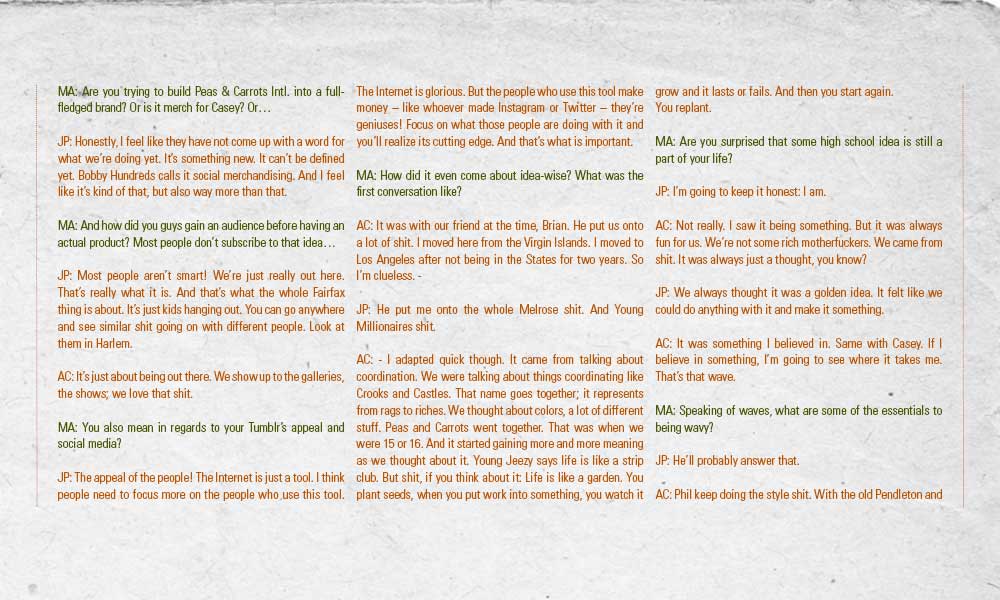 MA: Are you trying to build Peas & Carrots Intl. into a full-
fledged brand? Or is it merch for Casey? Or…
JP: Honestly, I feel like they have not come up with a word for
what we're doing yet. It's something new. It can't be defined
yet. Bobby Hundreds calls it social merchandising. And I feel
like it's kind of that, but also way more than that.
MA: And how did you guys gain an audience before having an
actual product? Most people don't subscribe to that idea…
JP: Most people aren't smart! We're just really out here.
That's really what it is. And that's what the whole Fairfax
thing is about. It's just kids hanging out. You can go anywhere
and see similar shit going on with different people. Look at
them in Harlem.
AC: It's just about being out there. We show up to the galleries,
the shows; we love that shit.
MA: You also mean in regards to your Tumblr's appeal and
social media?
JP: The appeal of the people! The Internet is just a tool. I think
people need to focus more on the people who use this tool.
The Internet is glorious. But the people who use this tool make
money – like whoever made Instagram or Twitter – they're
geniuses! Focus on what those people are doing with it and
you'll realize its cutting edge. And that's what is important.
MA: How did it even come about idea-wise? What was the
first conversation like?
AC: It was with our friend at the time, Brian. He put us onto
a lot of shit. I moved here from the Virgin Islands. I moved to
Los Angeles after not being in the States for two years. So
I'm clueless. -
JP: He put me onto the whole Melrose shit. And Young
Millionaires shit.
AC: - I adapted quick though. It came from talking about
coordination. We were talking about things coordinating like
Crooks and Castles. That name goes together; it represents
from rags to riches. We thought about colors, a lot of different
stuff. Peas and Carrots went together. That was when we
were 15 or 16. And it started gaining more and more meaning
as we thought about it. Young Jeezy says life is like a strip
club. But shit, if you think about it: Life is like a garden. You
plant seeds, when you put work into something, you watch it
grow and it lasts or fails. And then you start again.
You replant.
MA: Are you surprised that some high school idea is still a
part of your life?
JP: I'm going to keep it honest: I am.
AC: Not really. I saw it being something. But it was always
fun for us. We're not some rich motherfuckers. We came from
shit. It was always just a thought, you know?
JP: We always thought it was a golden idea. It felt like we
could do anything with it and make it something.
AC: It was something I believed in. Same with Casey. If I
believe in something, I'm going to see where it takes me.
That's that wave.
MA: Speaking of waves, what are some of the essentials to
being wavy?
JP: He'll probably answer that.
AC: Phil keep doing the style shit. With the old Pendleton and